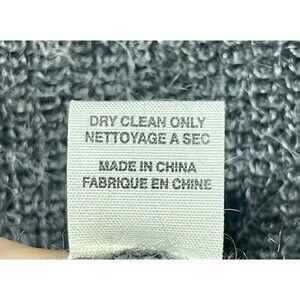 DRY CLEAN ONLY
NETTOYAGE A SEC
MADE IN CHINA
FABRIQUE EN CHINE